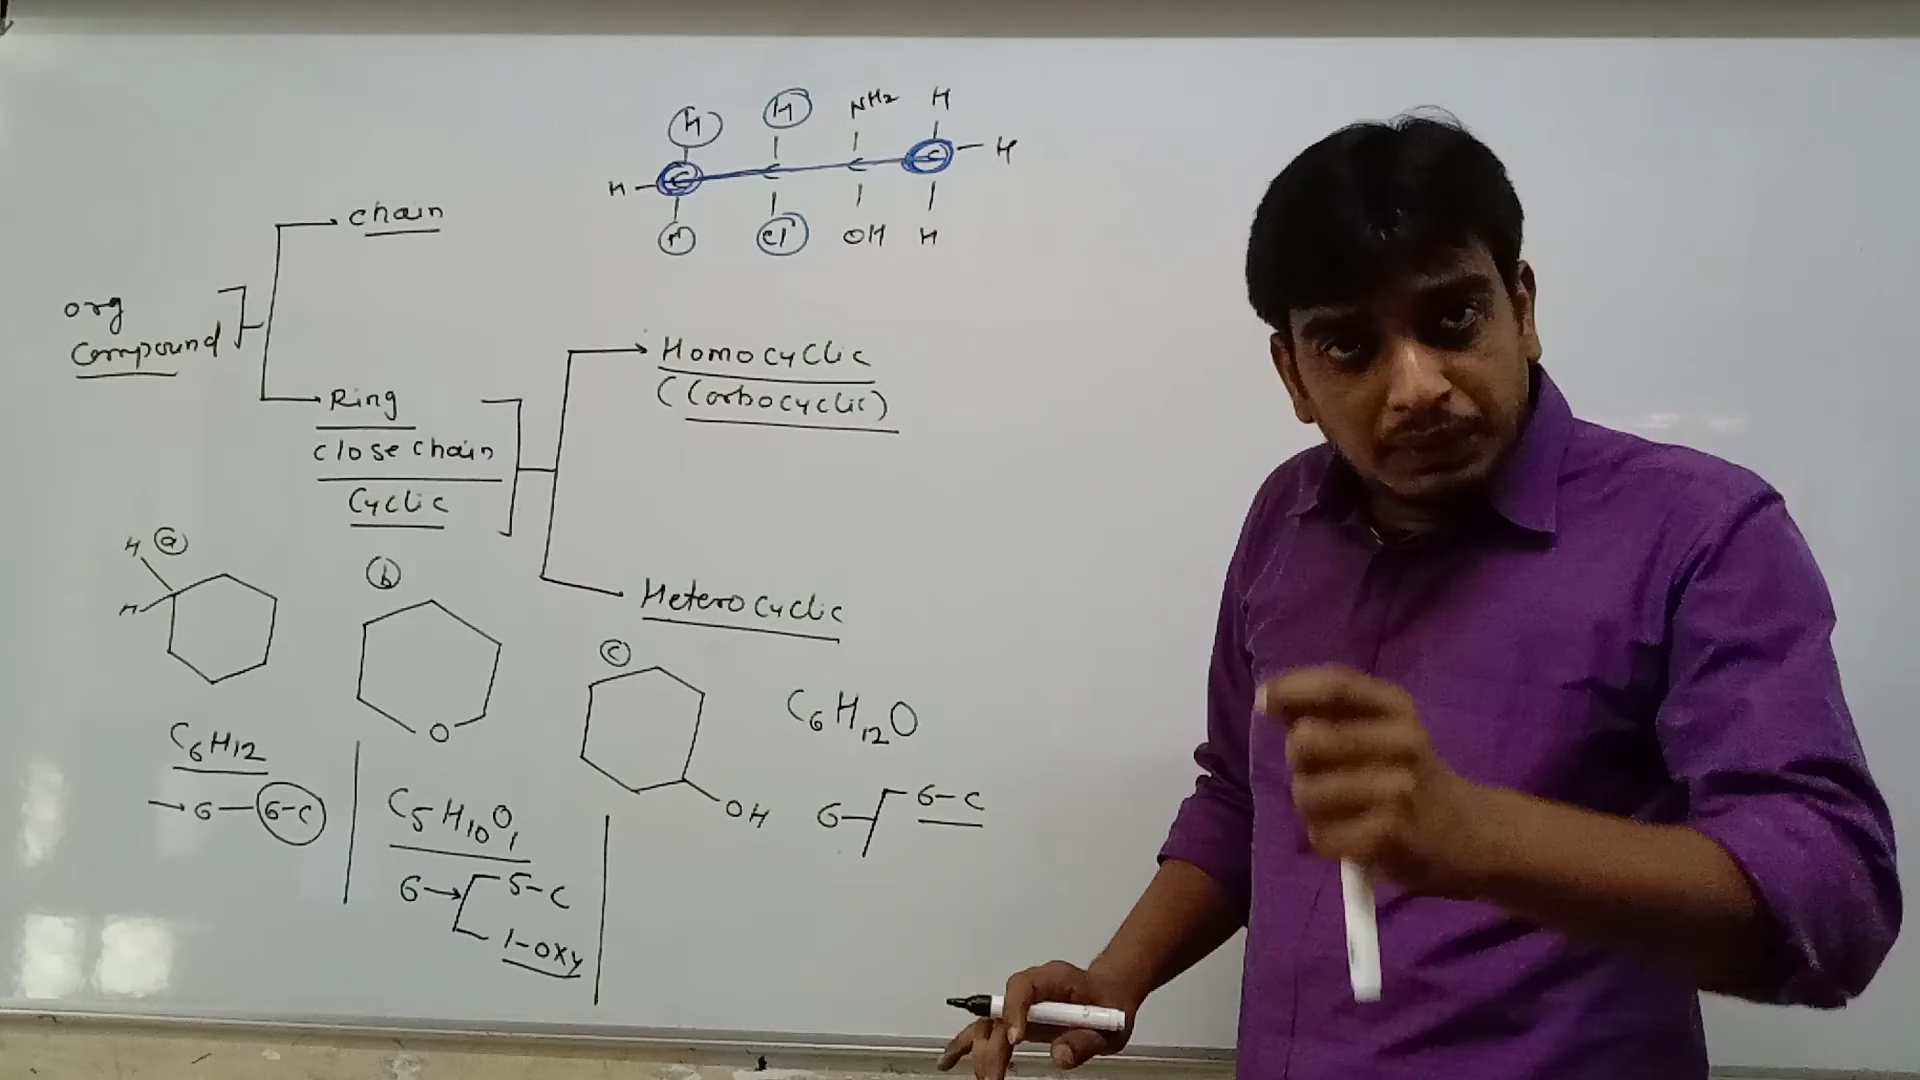 H H NH2 H
H - C C C C - H
H Cl OH H
chain
org
compound
Ring
close chain
cyclic
Homocyclic
(Carbocyclic)
Heterocyclic
H a
H
b
O
c
OH
C6H12
→ 6 - 6-C
C5H10O1
6 → 5-C
1-oxy
C6H12O
6 6-C